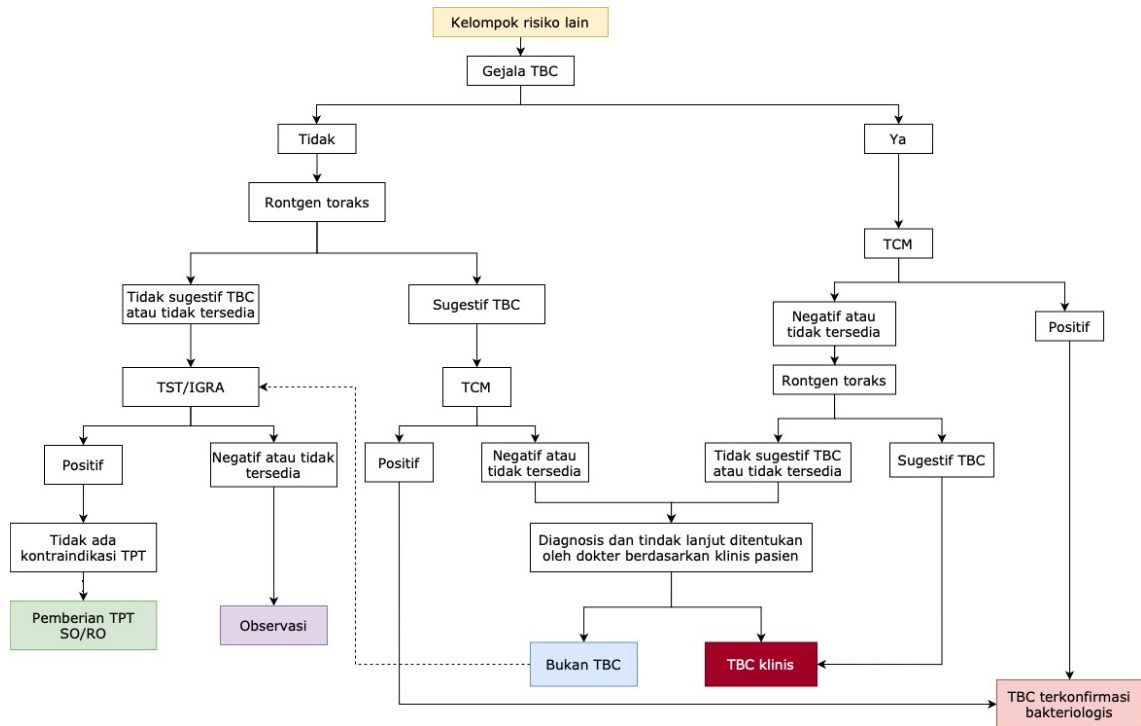 Kelompok risiko lain
Gejala TBC
Tidak
Ya
Rontgen toraks
TCM
Tidak sugestif TBC
atau tidak tersedia
Sugestif TBC
Negatif atau
tidak tersedia
Positif
TST/IGRA
TCM
Rontgen toraks
Positif
Negatif atau tidak
tersedia
Positif
Negatif atau
tidak tersedia
Tidak sugestif TBC
atau tidak tersedia
Sugestif TBC
Tidak ada
kontraindikasi TPT
Diagnosis dan tindak lanjut ditentukan
oleh dokter berdasarkan klinis pasien
Pemberian TPT
SO/RO
Observasi
Bukan TBC
TBC klinis
TBC terkonfirmasi
bakteriologis